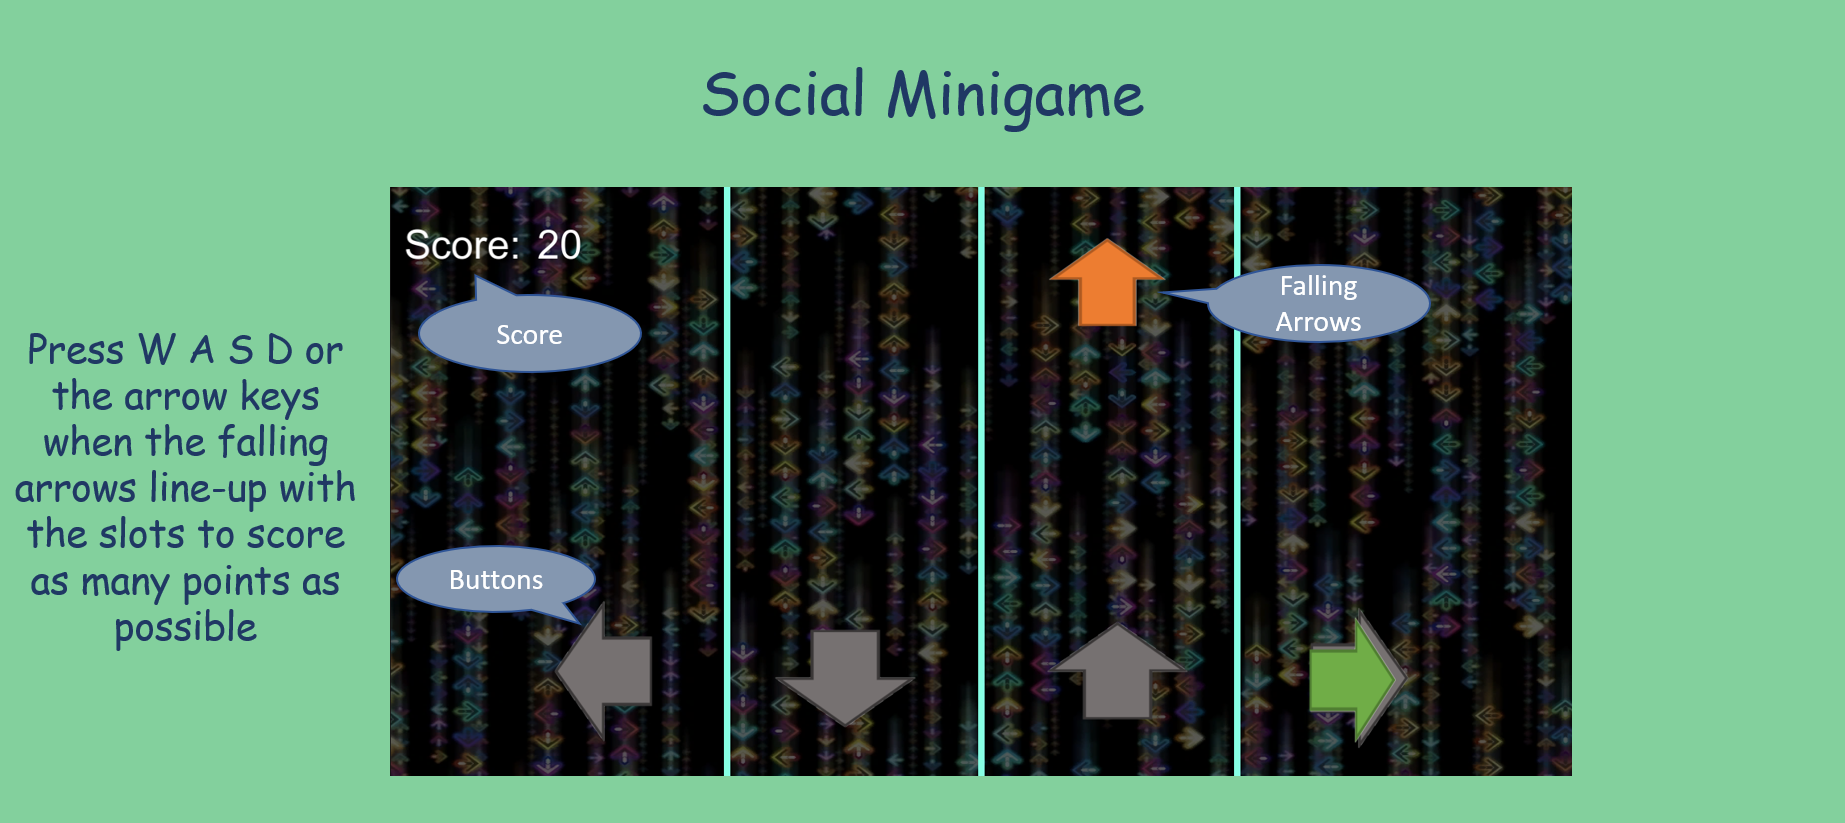 Social Minigame
Press W A S D or
the arrow keys
when the falling
arrows line-up with
the slots to score
as many points as
possible
Score: 20
Score
Falling
Arrows
Buttons